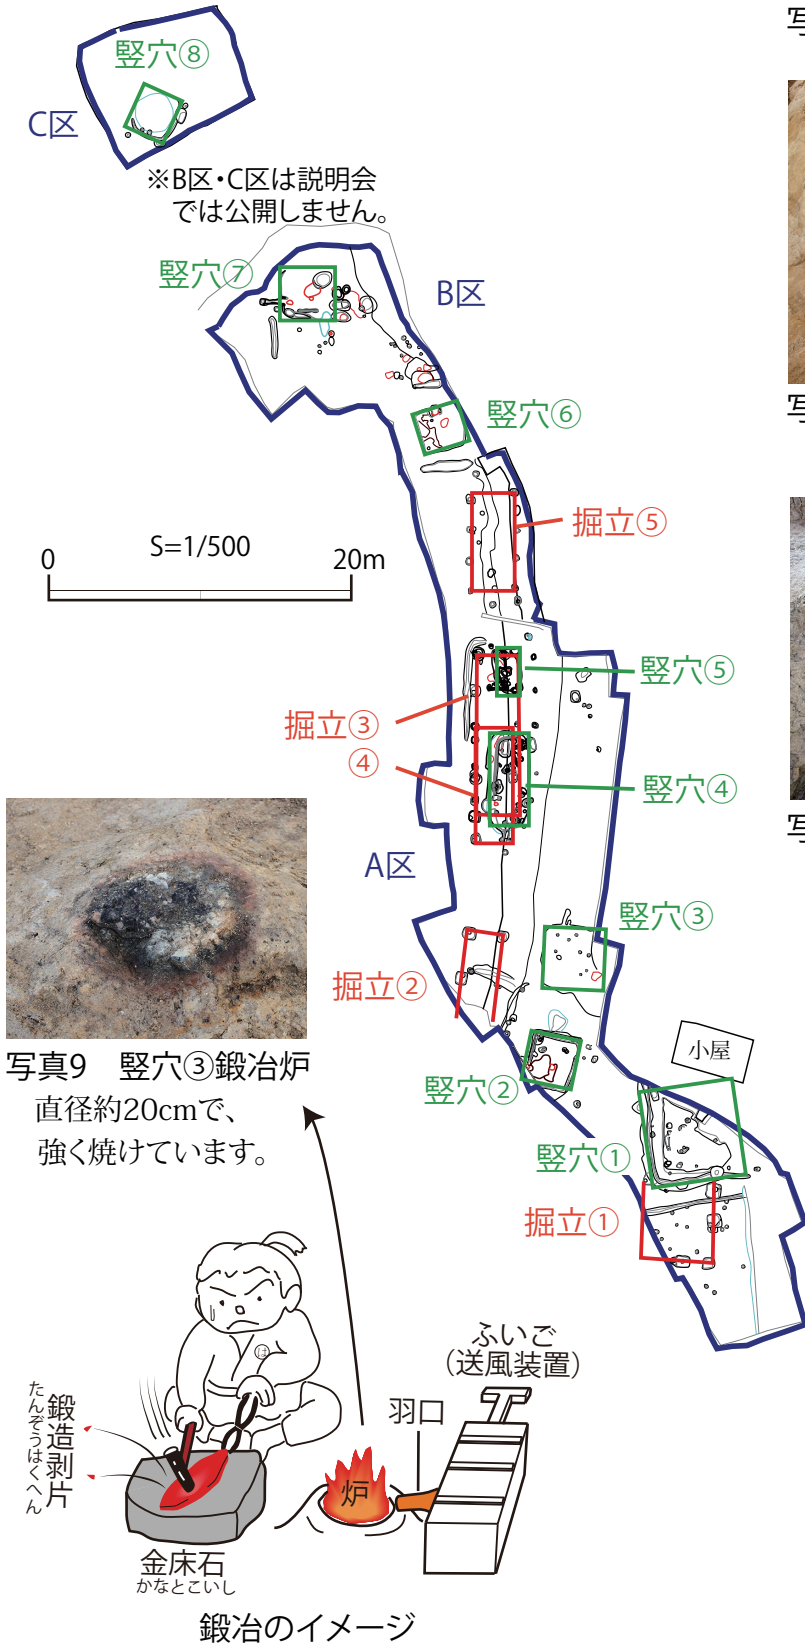 竪穴⑧
C区
※B区・C区は説明会
では公開しません。
竪穴⑦
B区
竪穴⑥
掘立⑤
0 S=1/500 20m
竪穴⑤
掘立③
④
竪穴④
A区
竪穴③
掘立②
小屋
竪穴②
竪穴①
掘立①
写真9 竪穴③鍛冶炉
直径約20cmで、
強く焼けています。
ふいご
（送風装置）
羽口
炉
鍛造剥片
たんぞうはくへん
は
金床石
かなとこいし
鍛冶のイメージ
写
写
写